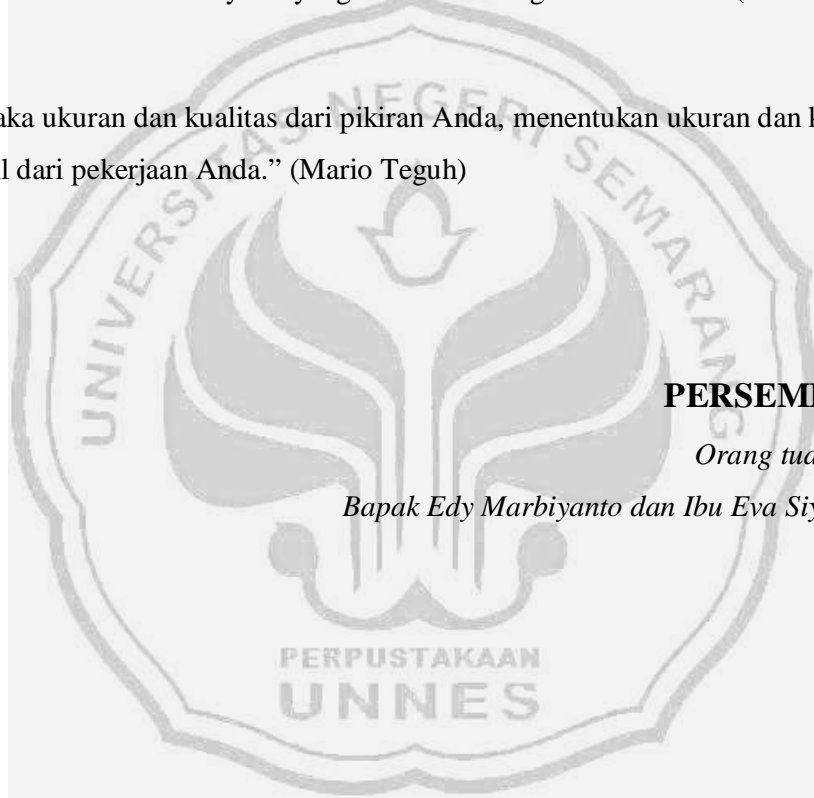 aka ukuran dan kualitas dari pikiran Anda, menentukan ukuran dan
l dari pekerjaan Anda.” (Mario Teguh)
UNIVERSITAS NEGERI SEMARANG
PERSEM
Orang tua
Bapak Edy Marbiyanto dan Ibu Eva Siy
PERPUSTAKAAN
UNNES